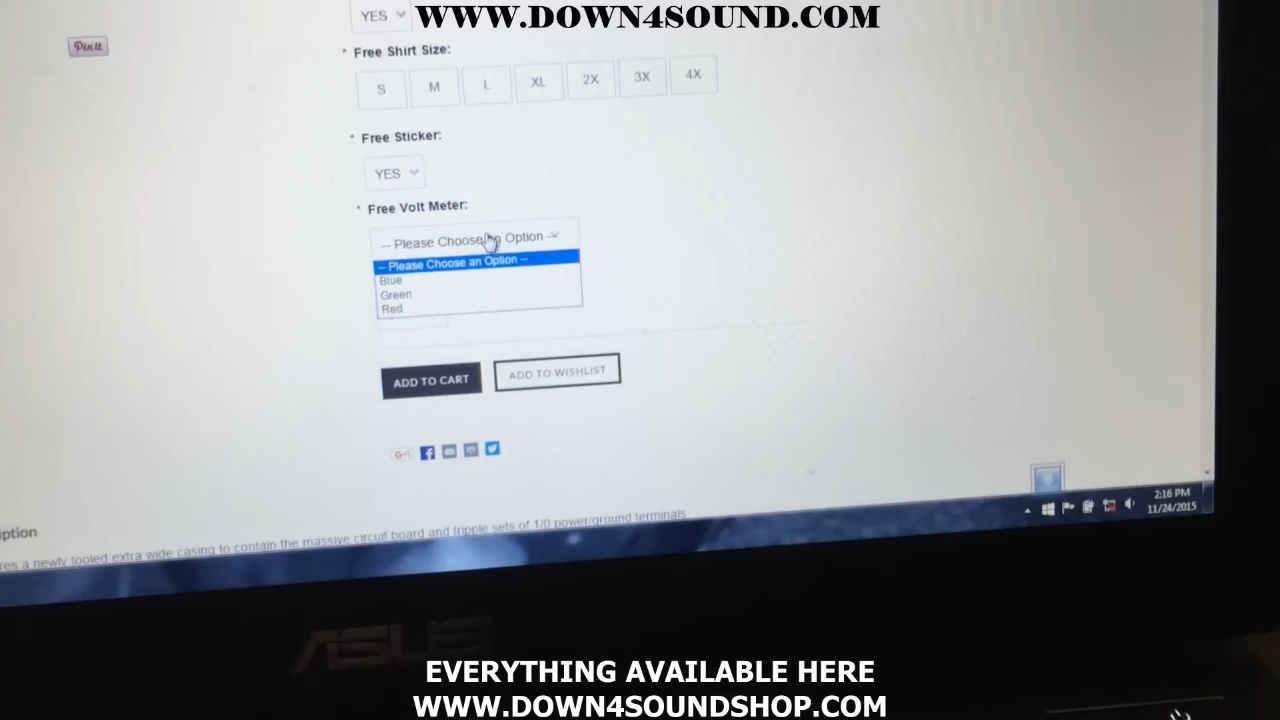 WWW.DOWN4SOUND.COM
YES
Pin it
* Free Shirt Size:
S M L XL 2X 3X 4X
* Free Sticker:
YES
* Free Volt Meter:
-- Please Choose an Option --
-- Please Choose an Option --
Blue
Green
Red
ADD TO CART
ADD TO WISHLIST
G+ f
2:16 PM
11/24/2015
iption
res a newly tooled extra wide casing to contain the massive circuit board and tripple sets of 1/0 power/ground terminals
ASUS
EVERYTHING AVAILABLE HERE
WWW.DOWN4SOUNDSHOP.COM